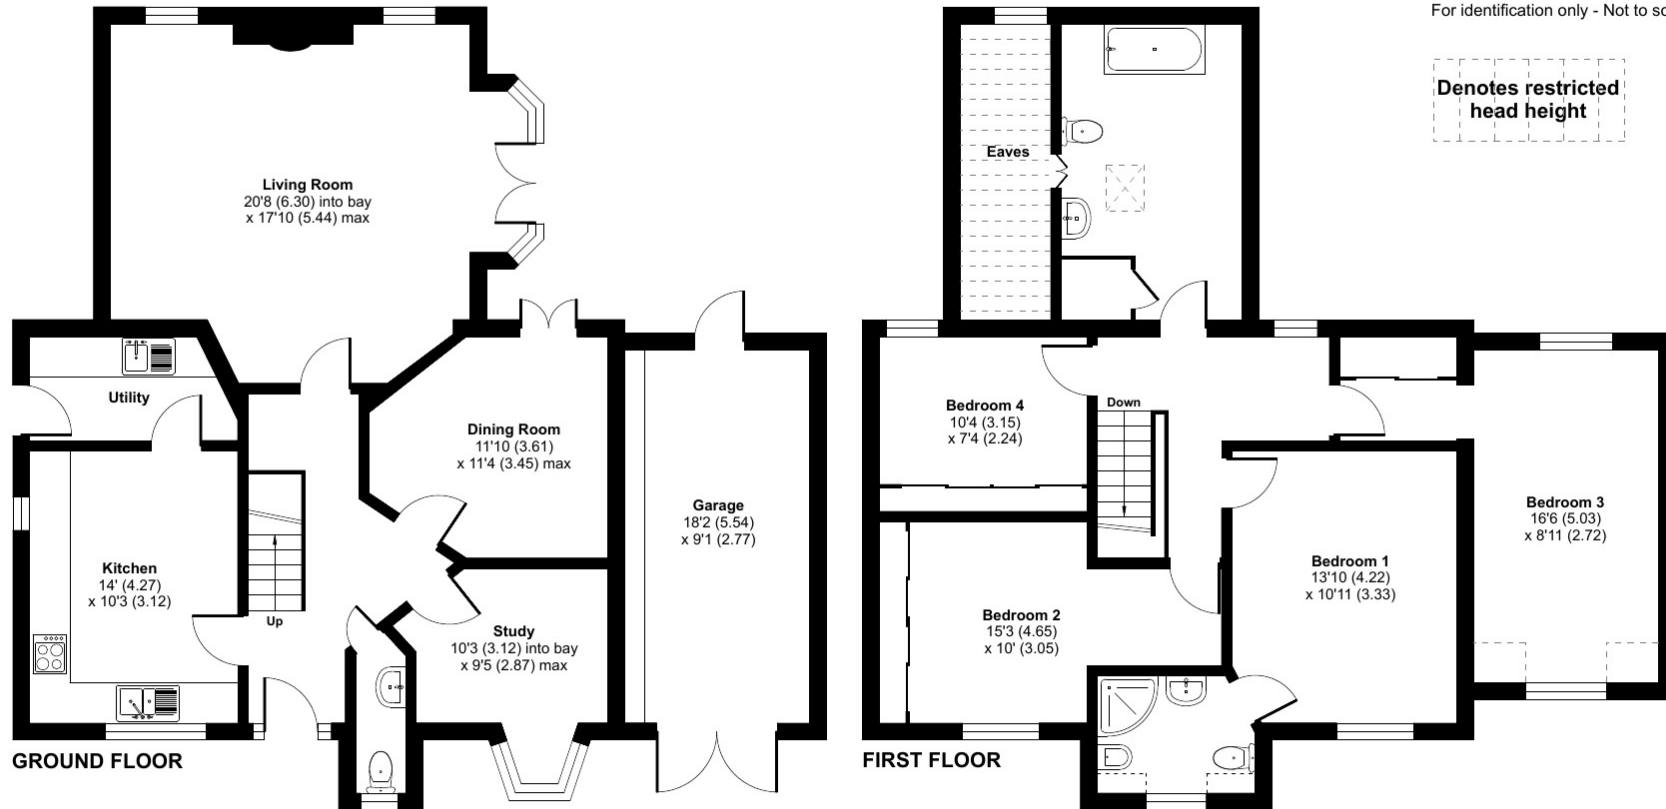 For identification only - Not to
Denotes restricted
head height
Living Room
20'8 (6.30) into bay
x 17'10 (5.44) max
Utility
Kitchen
14' (4.27)
x 10'3 (3.12)
Up
Dining Room
11'10 (3.61)
x 11'4 (3.45) max
Study
10'3 (3.12) into bay
x 9'5 (2.87) max
Garage
18'2 (5.54)
x 9'1 (2.77)
GROUND FLOOR
Eaves
Bedroom 4
10'4 (3.15)
x 7'4 (2.24)
Down
Bedroom 2
15'3 (4.65)
x 10' (3.05)
Bedroom 1
13'10 (4.22)
x 10'11 (3.33)
Bedroom 3
16'6 (5.03)
x 8'11 (2.72)
FIRST FLOOR